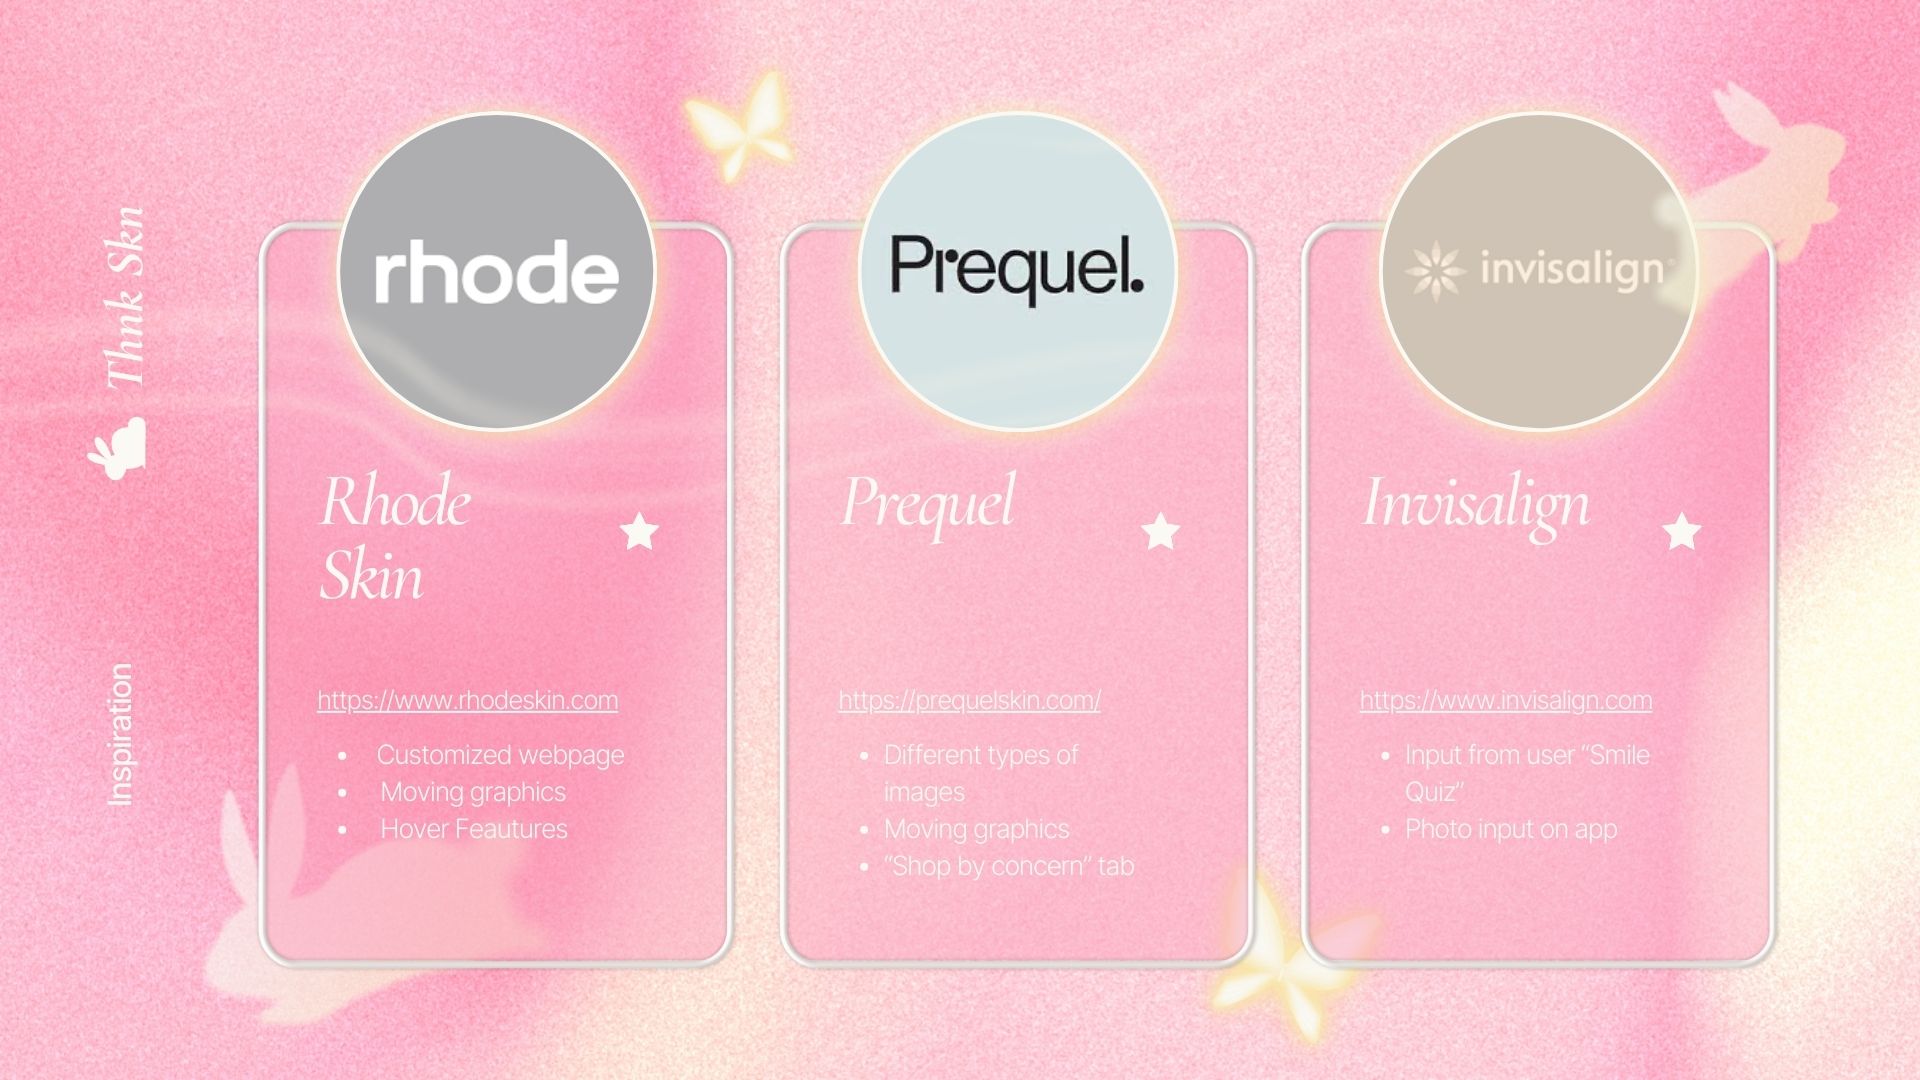 Thnk Skn
Inspiration
rhode
Rhode
Skin
https://www.rhodeskin.com
• Customized webpage
• Moving graphics
• Hover Feautures
Prequel.
Prequel
https://prequelskin.com/
• Different types of
images
• Moving graphics
• “Shop by concern” tab
invisalign®
Invisalign
https://www.invisalign.com
• Input from user “Smile
Quiz”
• Photo input on app